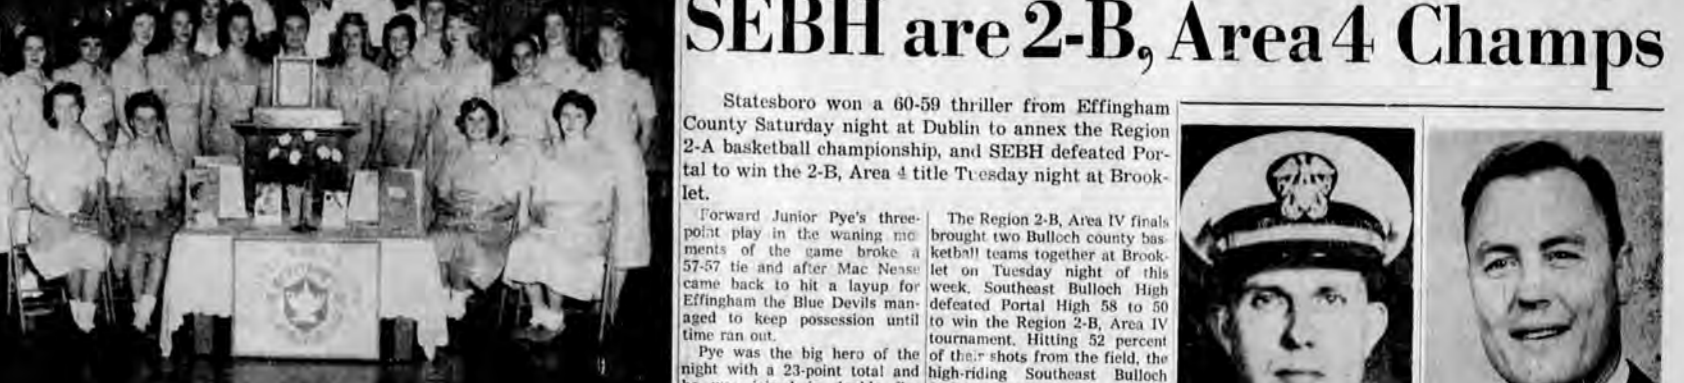 SEBH are 2-B, Area 4 Champs
Statesboro won a 60-59 thriller from Effingham
County Saturday night at Dublin to annex the Region
2-A basketball championship, and SEBH defeated Por-
tal to win the 2-B, Area 4 title Tuesday night at Brook-
let.
Forward Junior Pye's three-
point play in the waning mo
ments of the game broke a
57-57 tie and after Mac Nease
came back to hit a layup for
Effingham the Blue Devils man-
aged to keep possession until
time ran out.
Pye was the big hero of the
night with a 23-point total and
The Region 2-B, Area IV finals
brought two Bulloch county bas
ketball teams together at Brook-
let on Tuesday night of this
week. Southeast Bulloch High
defeated Portal High 58 to 50
to win the Region 2-B, Area IV
tournament. Hitting 52 percent
of their shots from the field, the
high-riding Southeast Bulloch